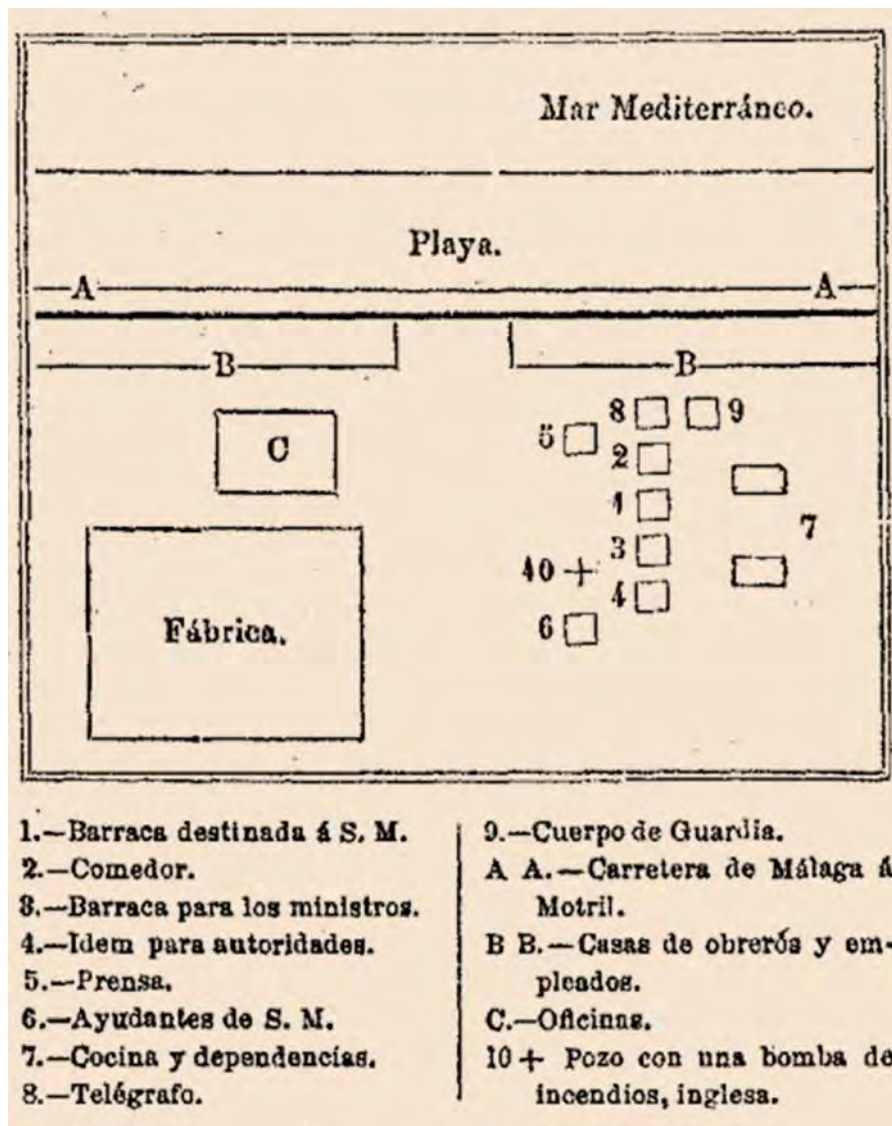 Mar Mediterráneo.
Playa.
A A
B B
8 9
5
C 2
1
7
3
10 +
4
Fábrica. 6
1.—Barraca destinada á S. M.
2.—Comedor.
3.—Barraca para los ministros.
4.—Idem para autoridades.
5.—Prensa.
6.—Ayudantes de S. M.
7.—Cocina y dependencias.
8.—Telégrafo.
9.—Cuerpo de Guardia.
A A.—Carretera de Málaga á
Motril.
B B.—Casas de obrerós y em-
pleados.
C.—Oficinas.
10 + Pozo con una bomba de
incendios, inglesa.